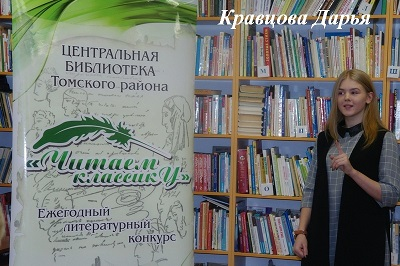 Кравцова Дарья
ЦЕНТРАЛЬНАЯ
БИБЛИОТЕКА
Томского района
«Читаем
классикУ»
Ежегодный
литературный
конкурс